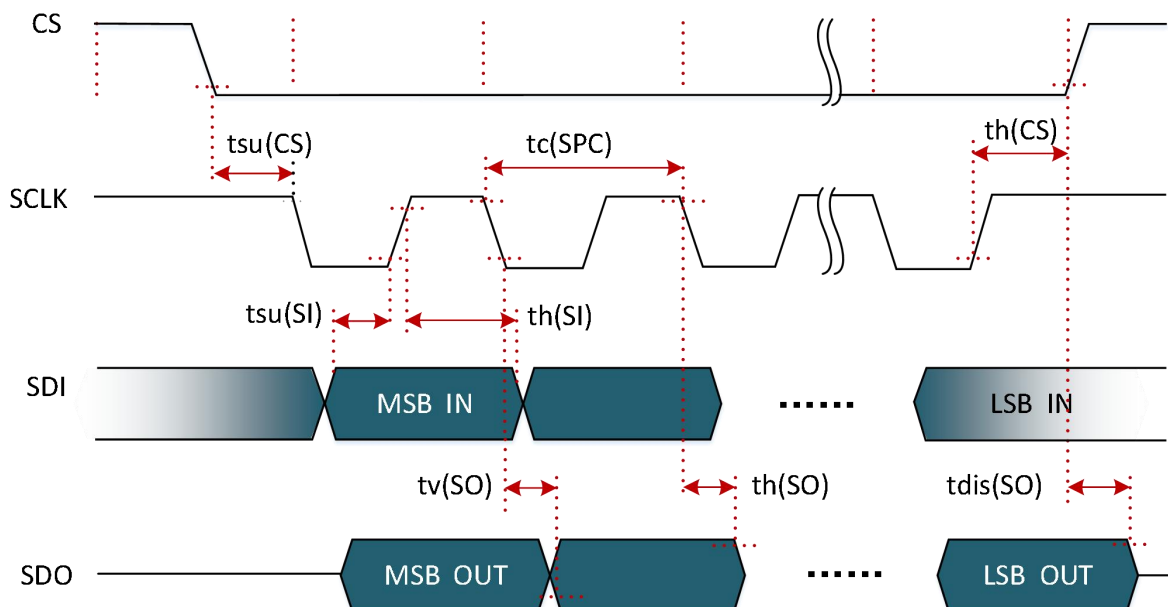 CS
tsu(CS)
tc(SPC)
th(CS)
SCLK
tsu(SI)
th(SI)
SDI
MSB IN
LSB IN
tv(SO)
th(SO)
tdis(SO)
SDO
MSB OUT
LSB OUT